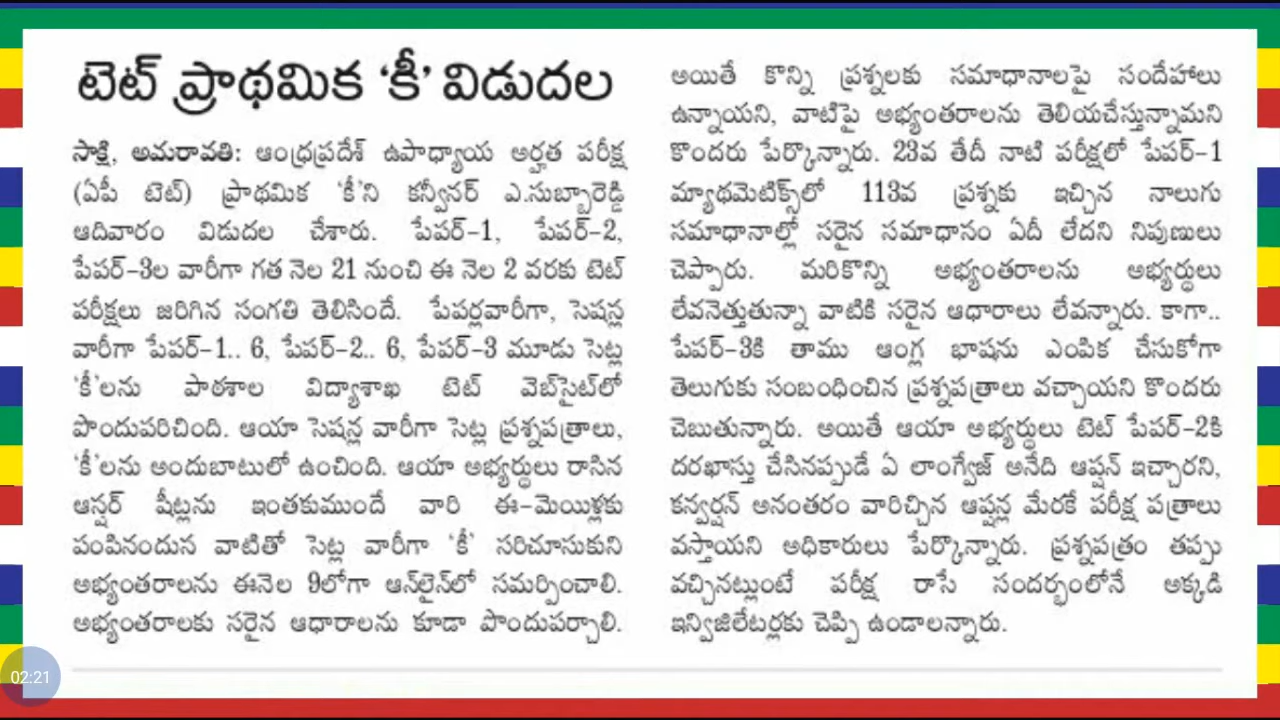 టెట్ ప్రాథమిక ‘కీ’ విడుదల
సాక్షి, అమరావతి: ఆంధ్రప్రదేశ్ ఉపాధ్యాయ అర్హత పరీక్ష
(ఏపీ టెట్) ప్రాథమిక ‘కీ’ని కన్వీనర్ ఎ.సుబ్బారెడ్డి
ఆదివారం విడుదల చేశారు. పేపర్-1, పేపర్-2,
పేపర్-3ల వారీగా గత నెల 21 నుంచి ఈ నెల 2 వరకు టెట్
పరీక్షలు జరిగిన సంగతి తెలిసిందే. పేపర్లవారీగా, సెషన్ల
వారీగా పేపర్-1.. 6, పేపర్-2.. 6, పేపర్-3 మూడు సెట్ల
‘కీ’లను పాఠశాల విద్యాశాఖ టెట్ వెబ్‌సైట్‌లో
పొందుపరిచింది. ఆయా సెషన్ల వారీగా సెట్ల ప్రశ్నపత్రాలు,
‘కీ’లను అందుబాటులో ఉంచింది. ఆయా అభ్యర్థులు రాసిన
ఆన్షర్ షీట్లను ఇంతకుముందే వారి ఈ-మెయిళ్లకు
పంపినందున వాటితో సెట్ల వారీగా ‘కీ’ సరిచూసుకుని
అభ్యంతరాలను ఈనెల 9లోగా ఆన్‌లైన్‌లో సమర్పించాలి.
అభ్యంతరాలకు సరైన ఆధారాలను కూడా పొందుపర్చాలి.
అయితే కొన్ని ప్రశ్నలకు సమాధానాలపై సందేహాలు
ఉన్నాయని, వాటిపై అభ్యంతరాలను తెలియచేస్తున్నామని
కొందరు పేర్కొన్నారు. 23వ తేదీ నాటి పరీక్షలో పేపర్-1
మ్యాథమెటిక్స్‌లో 113వ ప్రశ్నకు ఇచ్చిన నాలుగు
సమాధానాల్లో సరైన సమాధానం ఏదీ లేదని నిపుణులు
చెప్పారు. మరికొన్ని అభ్యంతరాలను అభ్యర్థులు
లేవనెత్తుతున్నా వాటికి సరైన ఆధారాలు లేవన్నారు. కాగా..
పేపర్-3కి తాము ఆంగ్ల భాషను ఎంపిక చేసుకోగా
తెలుగుకు సంబంధించిన ప్రశ్నపత్రాలు వచ్చాయని కొందరు
చెబుతున్నారు. అయితే ఆయా అభ్యర్థులు టెట్ పేపర్-2కి
దరఖాస్తు చేసినప్పుడే ఏ లాంగ్వేజ్ అనేది ఆప్షన్ ఇచ్చారని,
కన్వర్షన్ అనంతరం వారిచ్చిన ఆప్షన్ల మేరకే పరీక్ష పత్రాలు
వస్తాయని అధికారులు పేర్కొన్నారు. ప్రశ్నపత్రం తప్పు
వచ్చినట్లుంటే పరీక్ష రాసే సందర్భంలోనే అక్కడి
ఇన్విజిలేటర్లకు చెప్పి ఉండాలన్నారు.
02:21